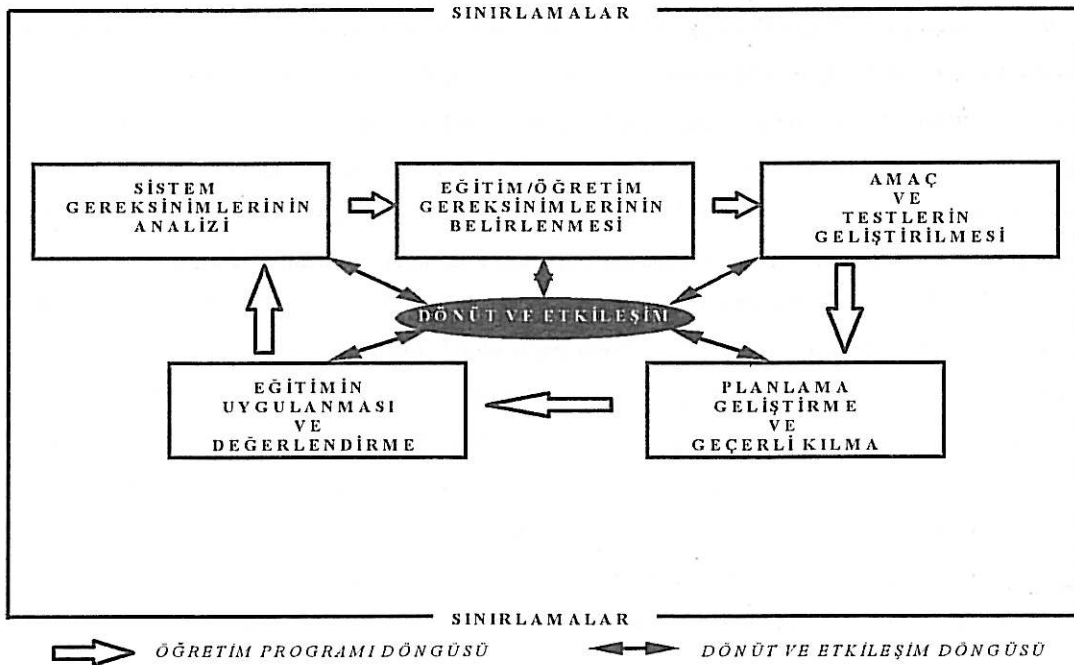 SINIRLAMALAR
SİSTEM
GEREKSİNİMLERİNİN
ANALİZİ
EĞİTİM/ÖĞRETİM
GEREKSİNİMLERİNİN
BELİRLENMESİ
AMAÇ
VE
TESTLERİN
GELİŞTİRİLMESİ
DÖNÜT VE ETKİLEŞİM
EĞİTİMİN
UYGULANMASI
VE
DEĞERLENDİRME
PLANLAMA
GELİŞTİRME
VE
GEÇERLİ KILMA
SINIRLAMALAR
ÖĞRETİM PROGRAMI DÖNGÜSÜ
DÖNÜT VE ETKİLEŞİM DÖNGÜSÜ